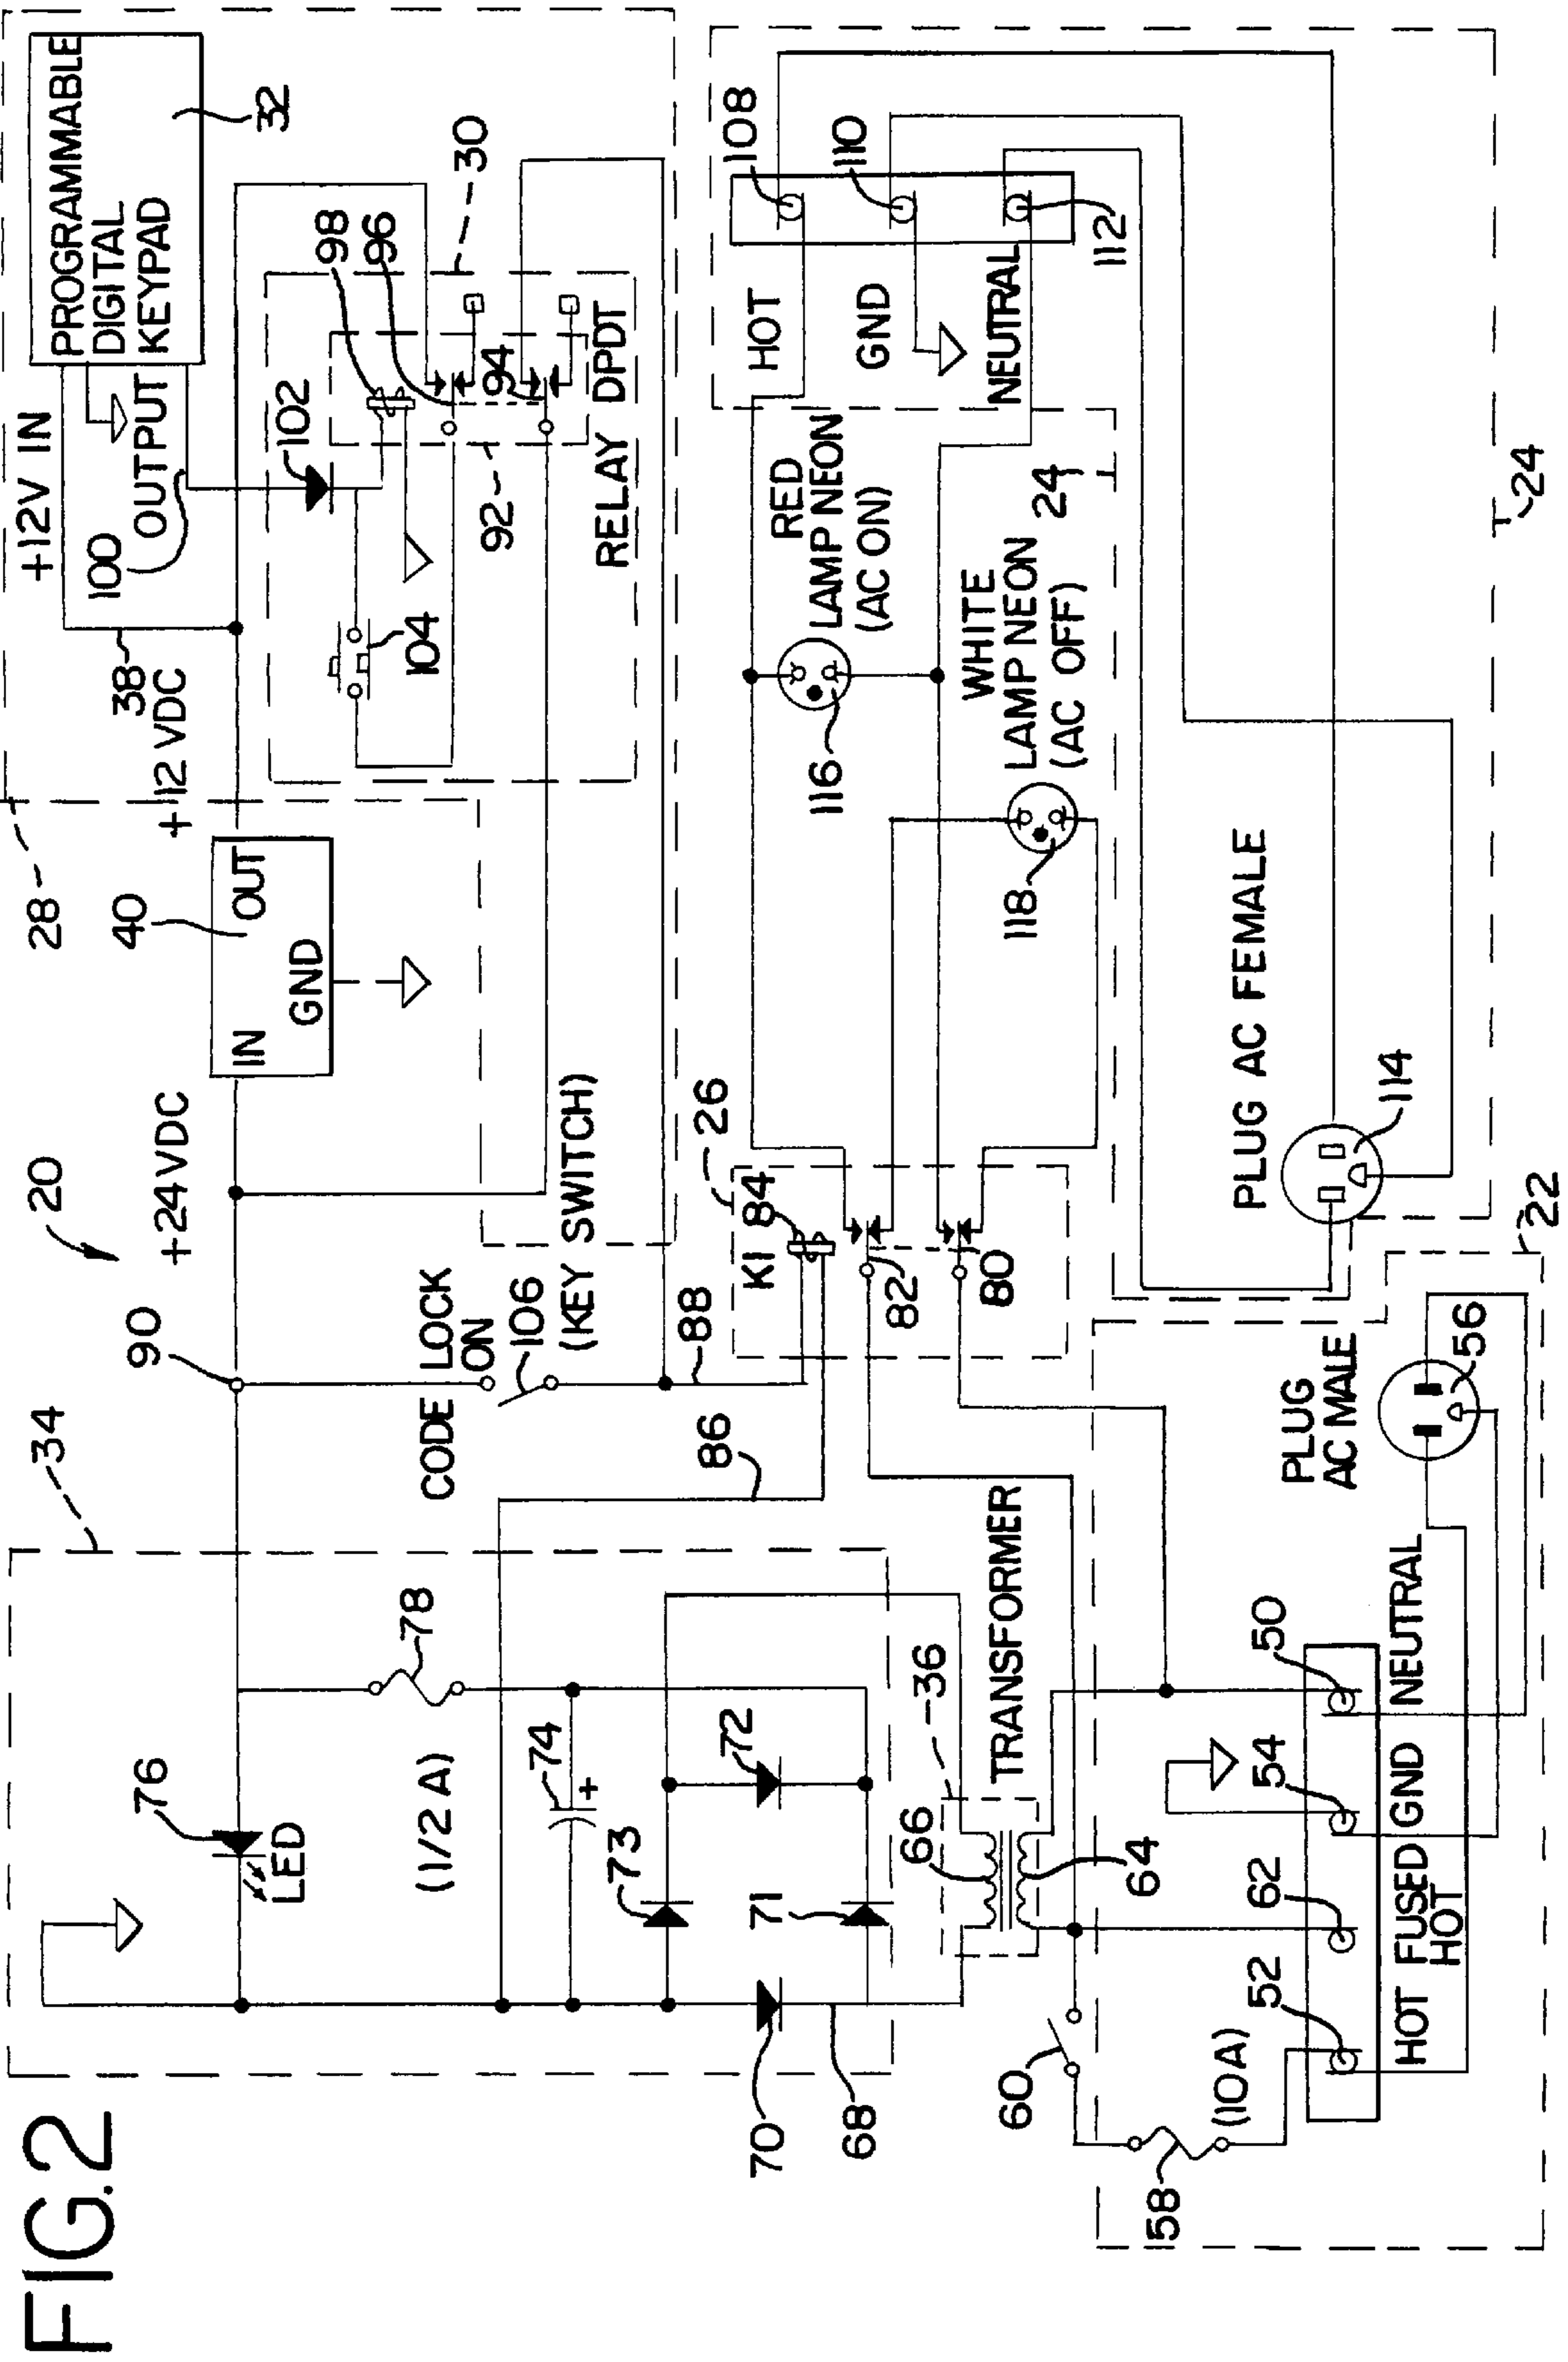 FIG.2
20
34
76
LED
(1/2 A)
78
74
+
73
72
71
70
68
66
36
TRANSFORMER
64
60
58
(10A)
52
62
54
50
HOT
FUSED
HOT
GND
NEUTRAL
PLUG
AC MALE
56
22
90
+24VDC
CODE LOCK
ON
106
(KEY SWITCH)
86
88
26
K1
84
82
80
IN
OUT
GND
40
28
+12 VDC
38
+12V IN
OUTPUT
100
PROGRAMMABLE
DIGITAL
KEYPAD
32
102
104
98
96
94
92
30
RELAY DPDT
RED
LAMP NEON
(AC ON)
116
WHITE
LAMP NEON
(AC OFF)
118
24
HOT
GND
NEUTRAL
108
110
112
PLUG AC FEMALE
114
24